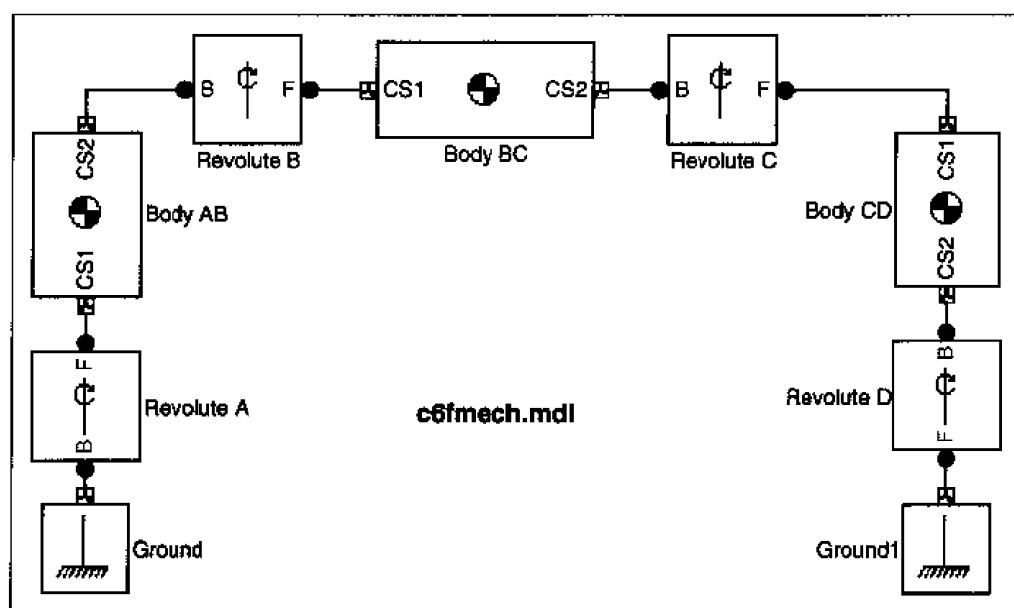 B F CS1 CS2 B F
Revolute B Body BC Revolute C
CS2
Body AB
CS1
CS1
Body CD
CS2
F
Revolute A
B
B
Revolute D
F
c6fmech.mdl
Ground
Ground1